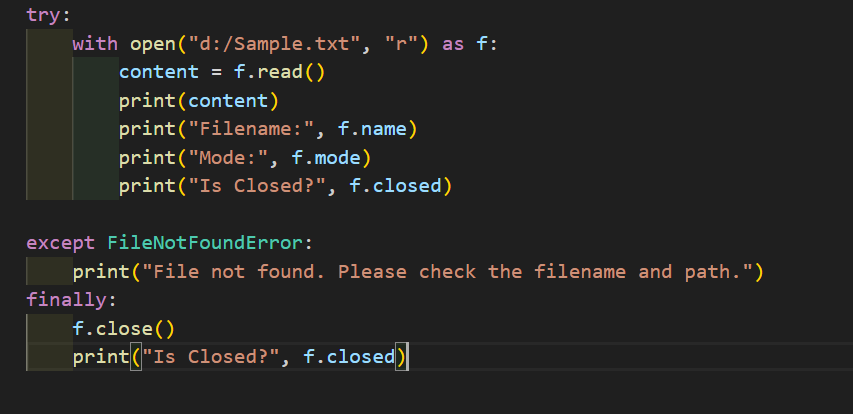 try:
    with open("d:/Sample.txt", "r") as f:
        content = f.read()
        print(content)
        print("Filename:", f.name)
        print("Mode:", f.mode)
        print("Is Closed?", f.closed)

except FileNotFoundError:
    print("File not found. Please check the filename and path.")
finally:
    f.close()
    print("Is Closed?", f.closed)